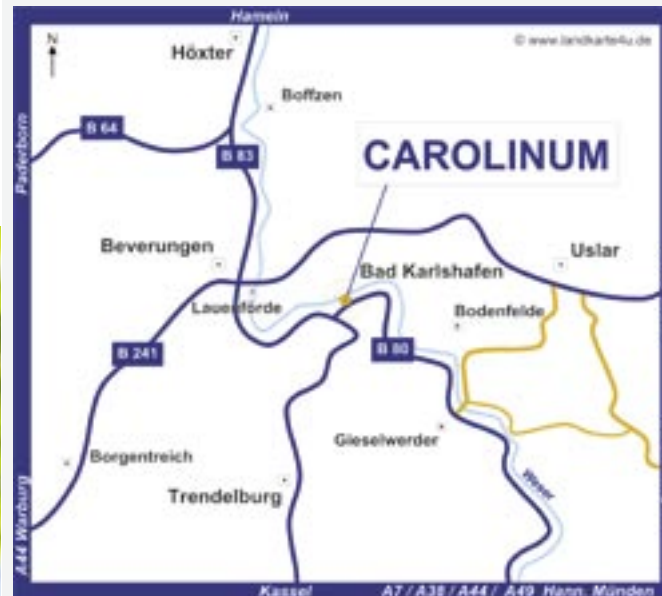 Hameln
N
© www.landkarte4u.de
Höxter
Boffzen
B 64
B 83
Paderborn
CAROLINUM
Beverungen
Uslar
Bad Karlshafen
Lauenförde
Bodenfelde
B 241
B 80
Gieselwerder
Borgentreich
Trendelburg
Weser
A44 Warburg
Kassel
A7 / A38 / A44 / A49 Hann. Münden